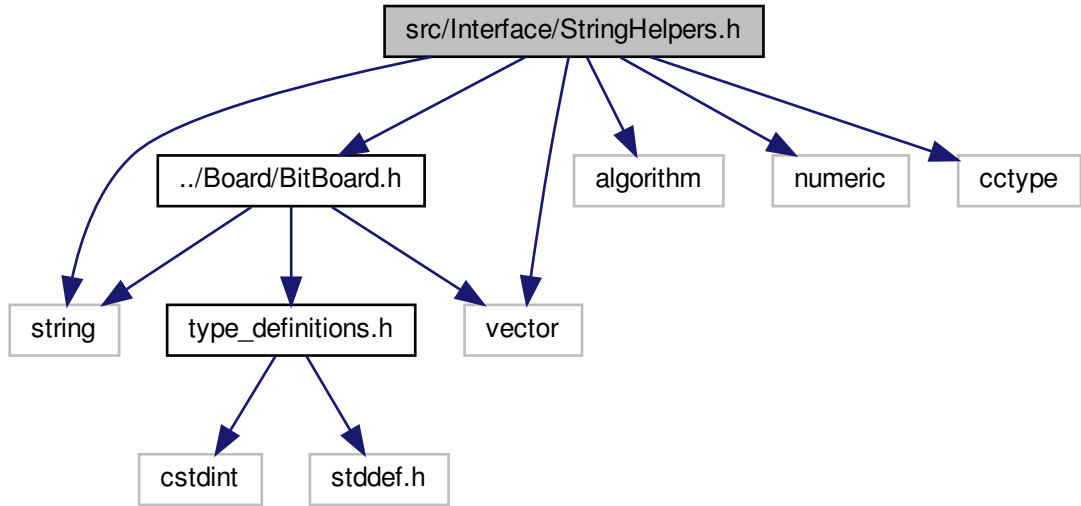 src/Interface/StringHelpers.h
../Board/BitBoard.h
algorithm
numeric
cctype
string
type_definitions.h
vector
cstdint
stddef.h